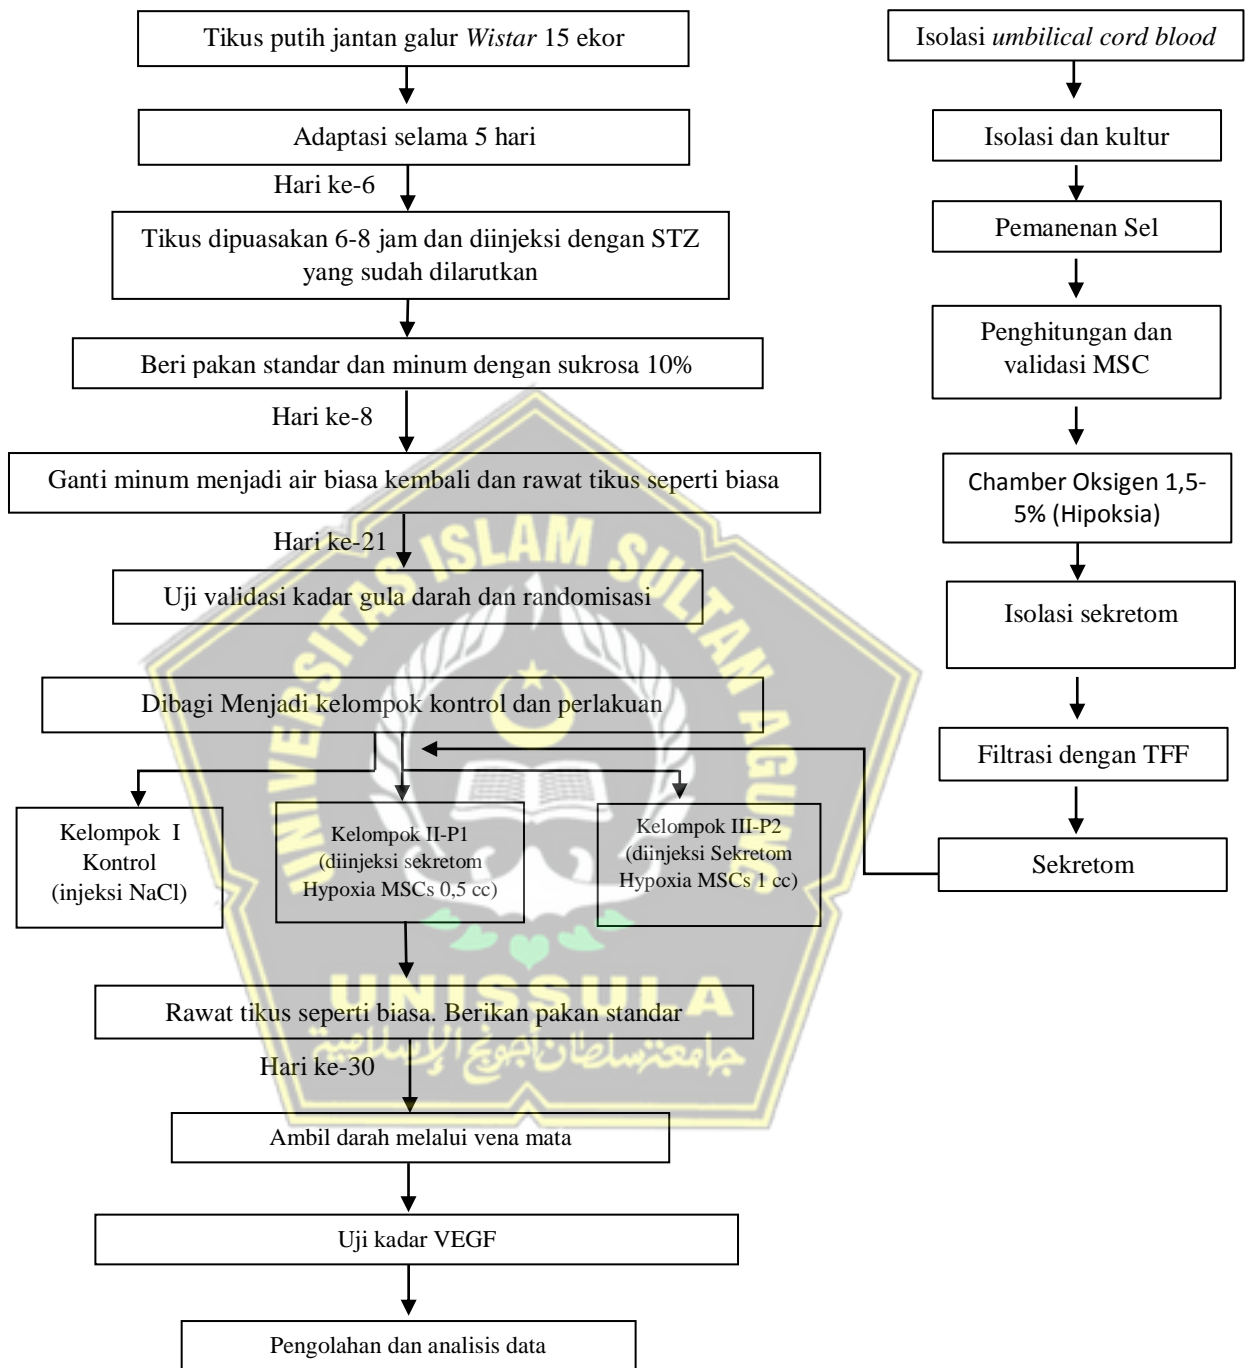 Tikus putih jantan galur Wistar 15 ekor
Adaptasi selama 5 hari
Hari ke-6
Tikus dipuasakan 6-8 jam dan diinjeksi dengan STZ
yang sudah dilarutkan
Beri pakan standar dan minum dengan sukrosa 10%
Hari ke-8
Ganti minum menjadi air biasa kembali dan rawat tikus seperti biasa
Hari ke-21
Uji validasi kadar gula darah dan randomisasi
Dibagi Menjadi kelompok kontrol dan perlakuan
Kelompok I
Kontrol
(injeksi NaCl)
Kelompok II-P1
(diinjeksi sekretom
Hypoxia MSCs 0,5 cc)
Kelompok III-P2
(diinjeksi Sekretom
Hypoxia MSCs 1 cc)
Rawat tikus seperti biasa. Berikan pakan standar
Hari ke-30
Ambil darah melalui vena mata
Uji kadar VEGF
Pengolahan dan analisis data
Isolasi umbilical cord blood
Isolasi dan kultur
Pemanenan Sel
Penghitungan dan
validasi MSC
Chamber Oksigen 1,5-
5% (Hipoksia)
Isolasi sekretom
Filtrasi dengan TFF
Sekretom
UNIVERSITAS ISLAM SULTAN AGUNG
UNISSULA
جامعتنسلطان أجونج الإسلامية